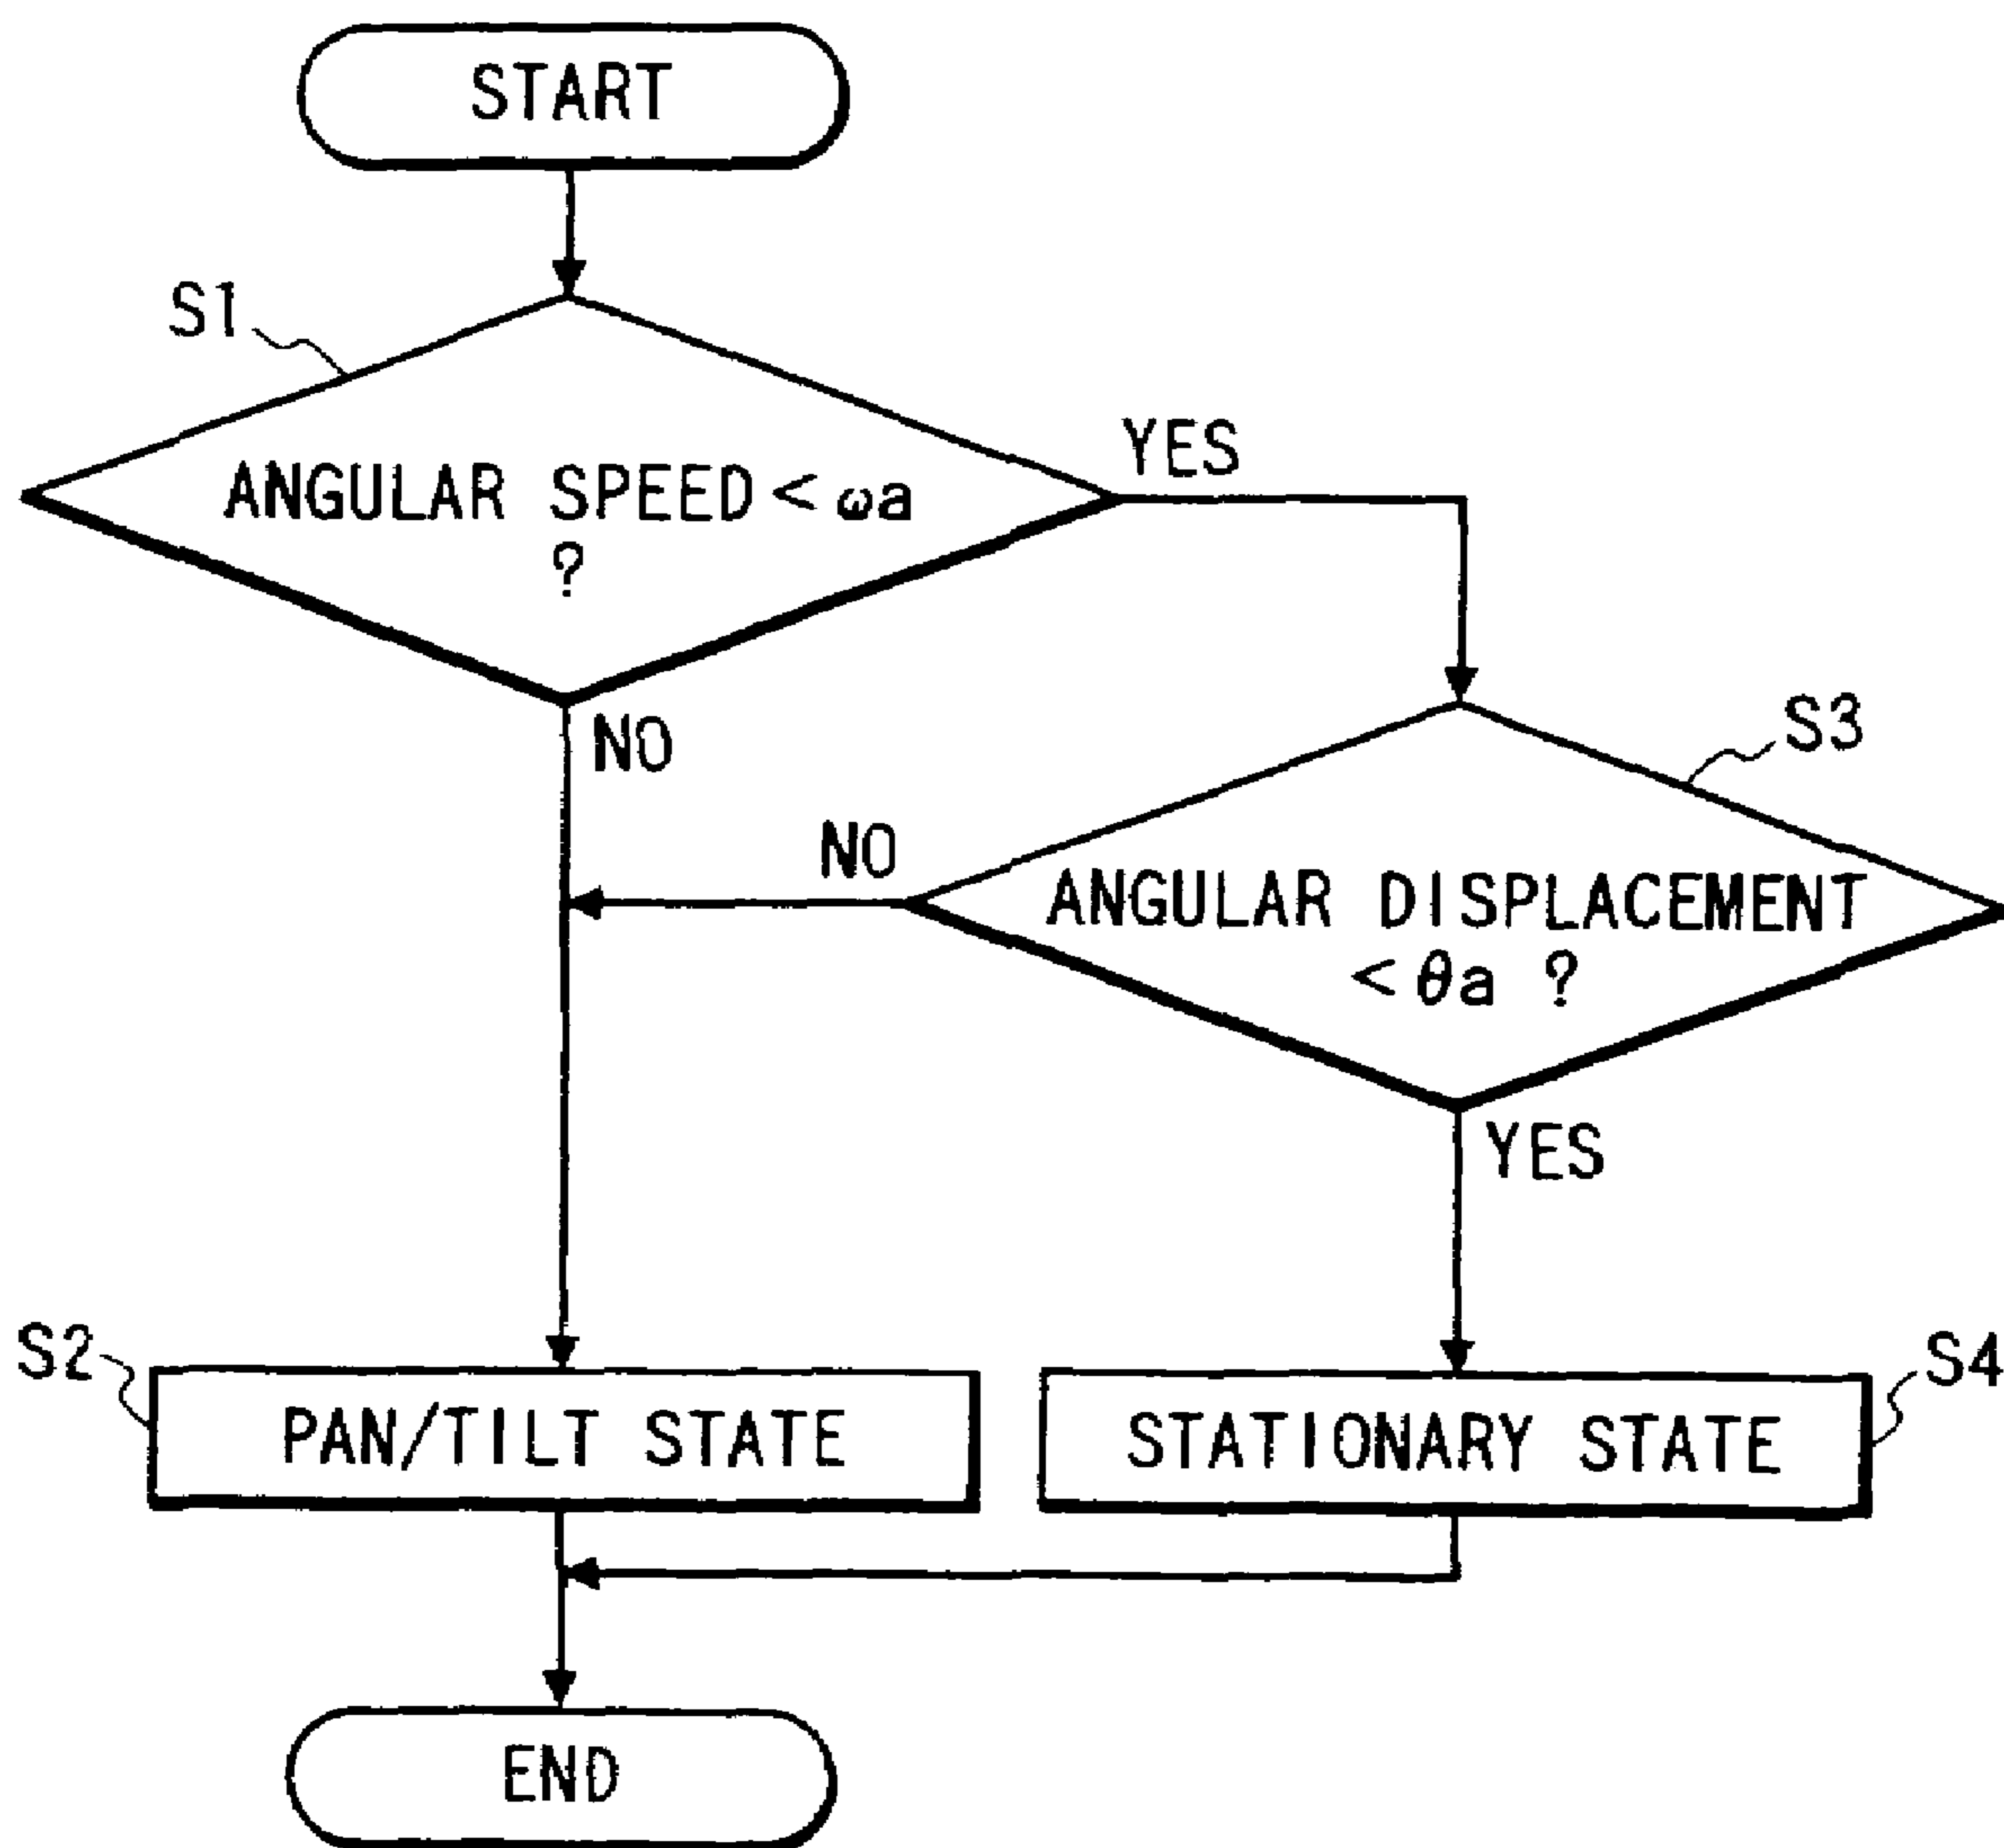 START
S1
ANGULAR SPEED < ωa
?
YES
NO
S3
NO
ANGULAR DISPLACEMENT
< θa ?
YES
S2
PAN/TILT STATE
STATIONARY STATE
S4
END